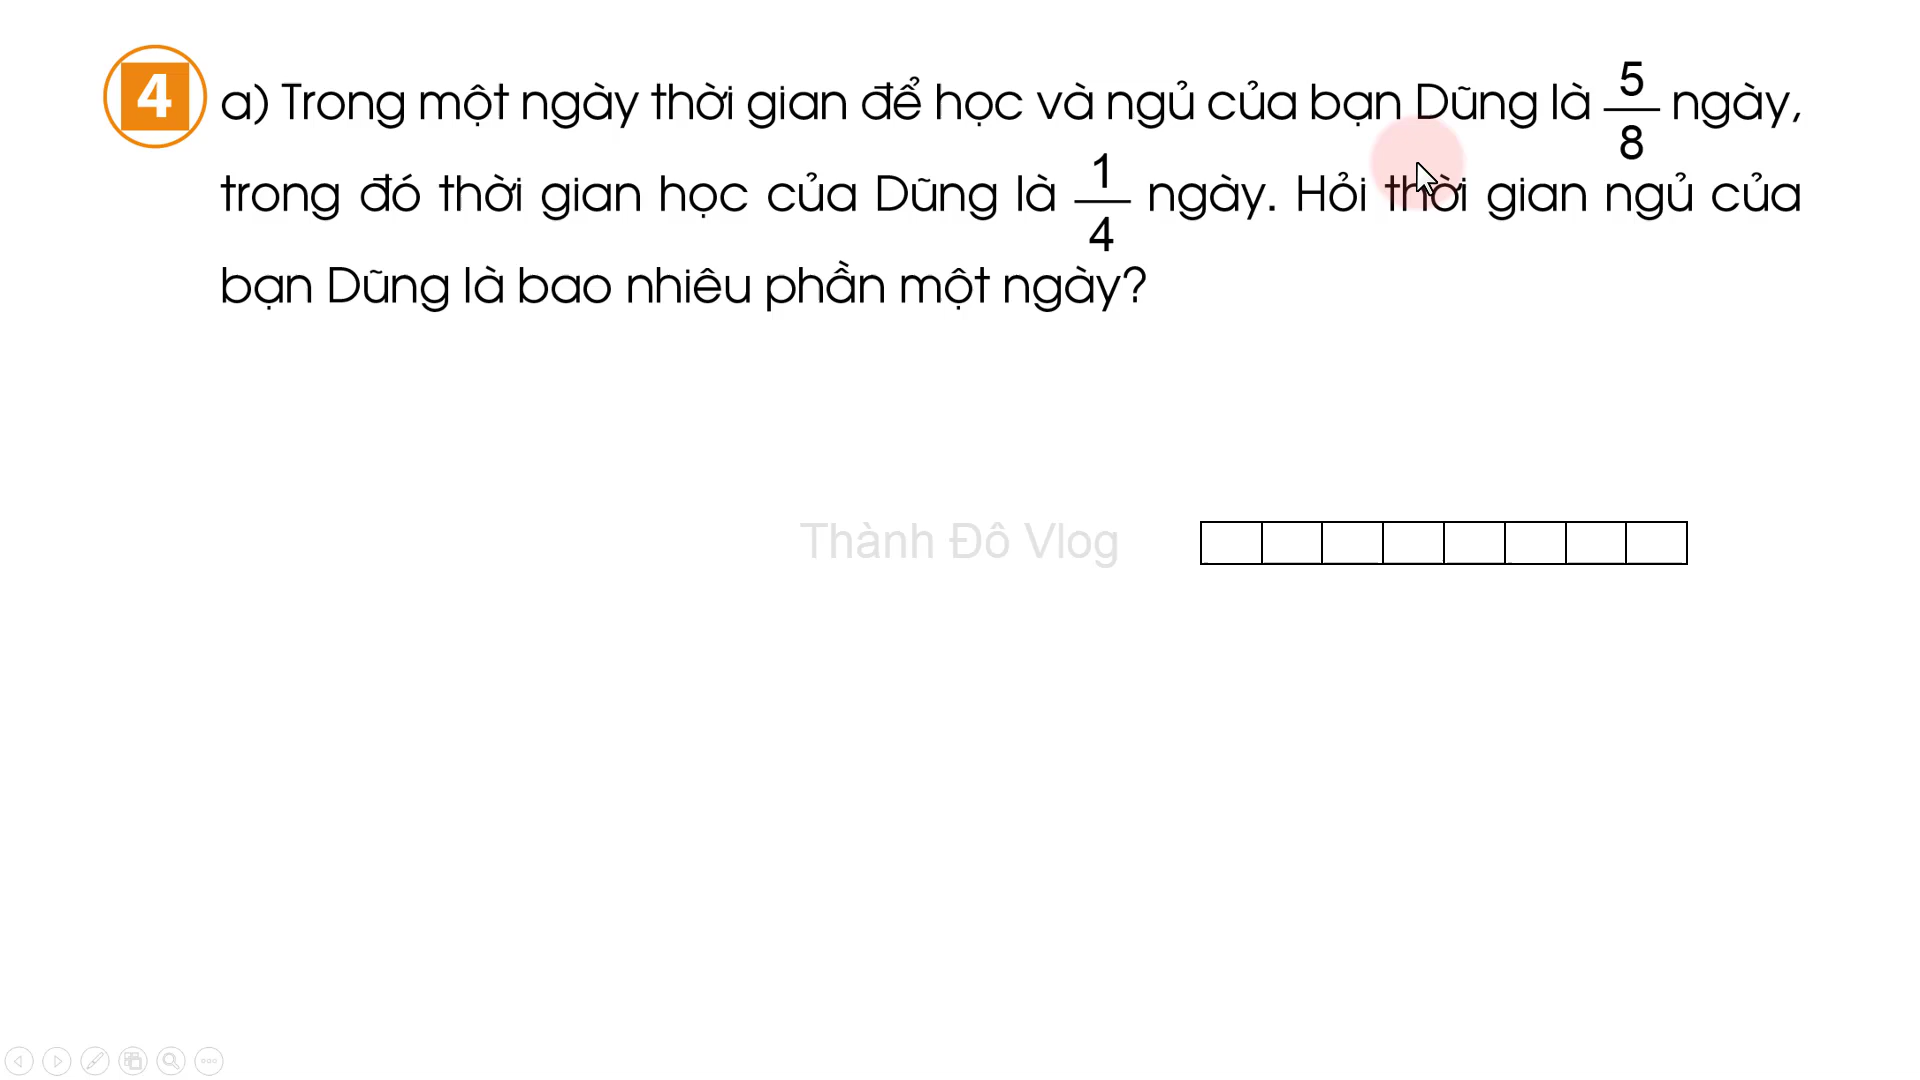 4 a) Trong một ngày thời gian để học và ngủ của bạn Dũng là 5/8 ngày,
trong đó thời gian học của Dũng là 1/4 ngày. Hỏi thời gian ngủ của
bạn Dũng là bao nhiêu phần một ngày?
Thành Đô Vlog